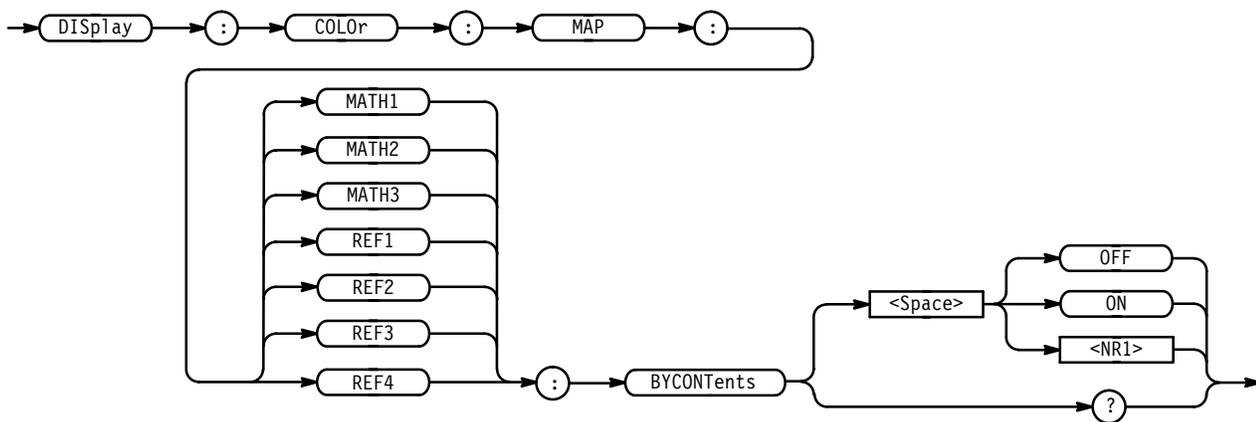 DISplay : COLOr : MAP :
MATH1
MATH2
MATH3
REF1
REF2
REF3
REF4 : BYCONTents
<Space>
OFF
ON
<NR1>
?